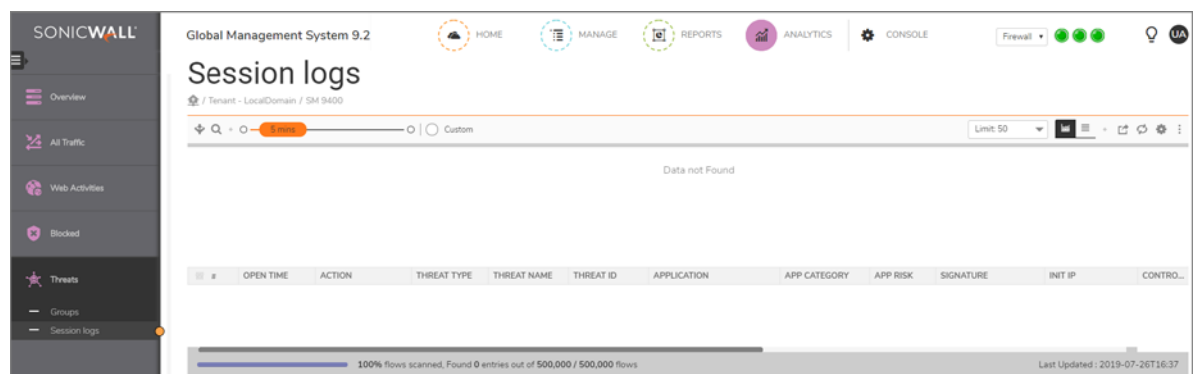 SONICWALL
Global Management System 9.2
HOME
MANAGE
REPORTS
ANALYTICS
CONSOLE
Firewall
UA
Session logs
/ Tenant - LocalDomain / SM 9400
Overview
All Traffic
Web Activities
Blocked
Threats
Groups
Session logs
5 mins
Custom
Limit: 50
Data not Found
# OPEN TIME ACTION THREAT TYPE THREAT NAME THREAT ID APPLICATION APP CATEGORY APP RISK SIGNATURE INIT IP CONTRO...
100% flows scanned, Found 0 entries out of 500,000 / 500,000 flows
Last Updated : 2019-07-26T16:37